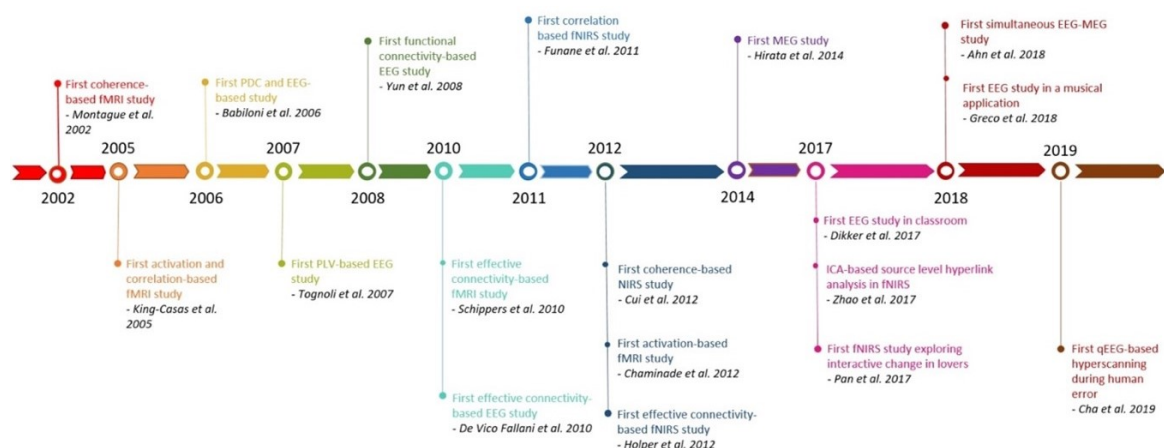 First coherence-
based fMRI study
- Montague et al.
2002
2002
2005
First activation and
correlation-based
fMRI study
- King-Casas et al.
2005
First PDC and EEG-
based study
- Babiloni et al. 2006
2006
2007
First PLV-based EEG
study
- Tognoli et al. 2007
First functional
connectivity-based
EEG study
- Yun et al. 2008
2008
2010
First effective
connectivity-based
fMRI study
- Schippers et al. 2010
First effective connectivity-
based EEG study
- De Vico Fallani et al. 2010
First correlation
based fNIRS study
- Funane et al. 2011
2011
2012
First coherence-based
NIRS study
- Cui et al. 2012
First activation-based
fMRI study
- Chaminade et al. 2012
First effective connectivity-
based fNIRS study
- Holper et al. 2012
First MEG study
- Hirata et al. 2014
2014
2017
First EEG study in classroom
- Dikker et al. 2017
ICA-based source level hyperlink
analysis in fNIRS
- Zhao et al. 2017
First fNIRS study exploring
interactive change in lovers
- Pan et al. 2017
First simultaneous EEG-MEG
study
- Ahn et al. 2018
First EEG study in a musical
application
- Greco et al. 2018
2018
2019
First qEEG-based
hyperscanning
during human
error
- Cha et al. 2019